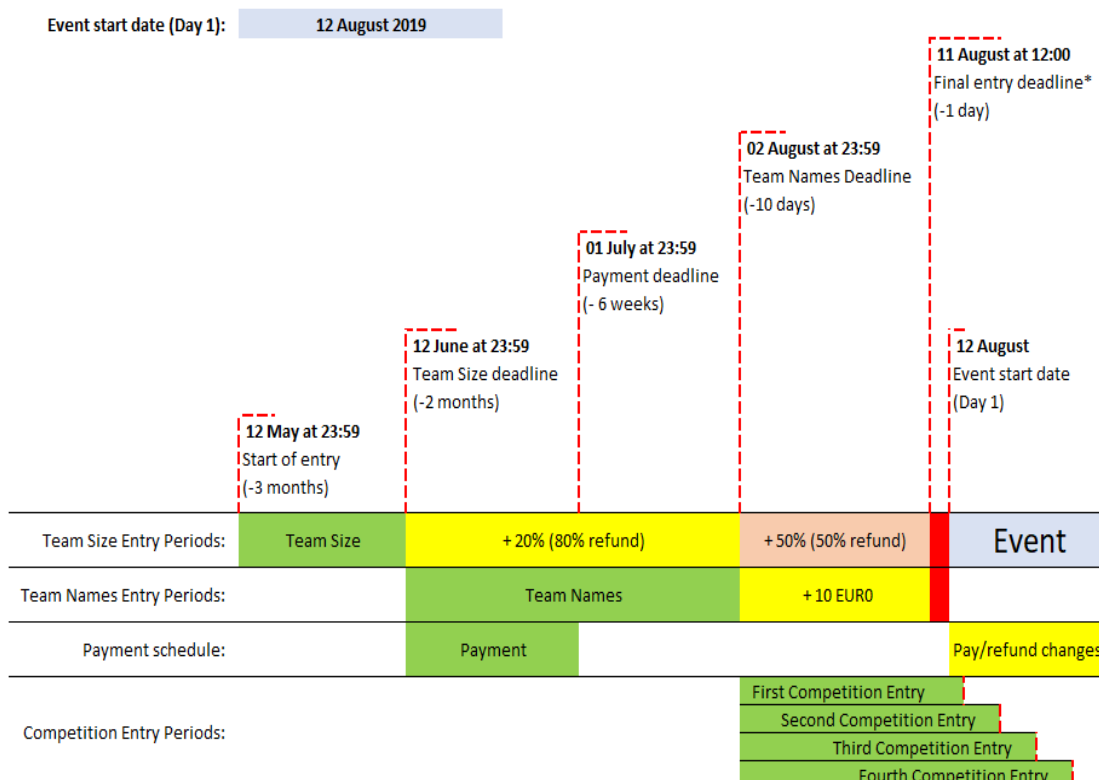 Event start date (Day 1): 12 August 2019
11 August at 12:00
Final entry deadline*
(-1 day)
02 August at 23:59
Team Names Deadline
(-10 days)
01 July at 23:59
Payment deadline
(- 6 weeks)
12 June at 23:59
Team Size deadline
(-2 months)
12 August
Event start date
(Day 1)
12 May at 23:59
Start of entry
(-3 months)
Team Size Entry Periods: Team Size + 20% (80% refund) + 50% (50% refund) Event
Team Names Entry Periods: Team Names + 10 EUR0
Payment schedule: Payment Pay/refund changes
First Competition Entry
Second Competition Entry
Competition Entry Periods:
Third Competition Entry
Fourth Competition Entry